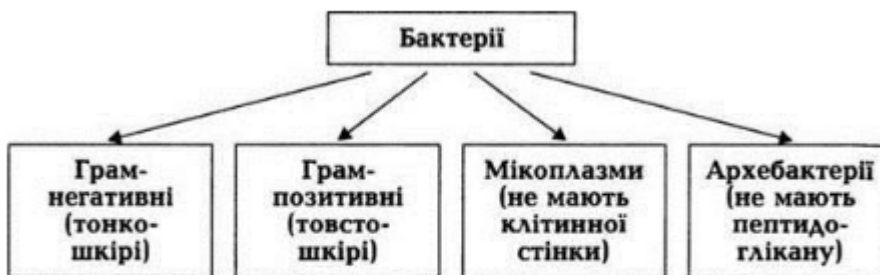 Бактерії
Грам-
негативні
(тонко-
шкірі)
Грам-
позитивні
(товсто-
шкірі)
Мікоплазми
(не мають
клітинної
стінки)
Архебактерії
(не мають
пептидо-
глікану)